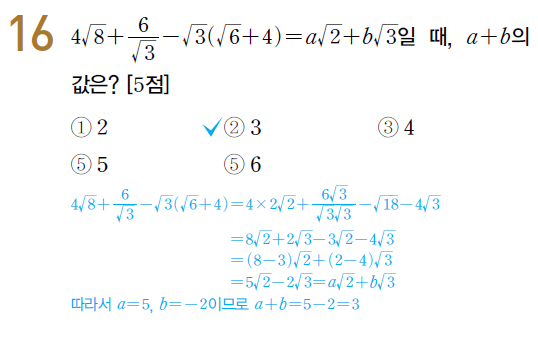 16 4√8+6/√3−√3(√6+4)=a√2+b√3일 때, a+b의
값은? [5점]
① 2 ✓② 3 ③ 4
⑤ 5 ⑤ 6
4√8+6/√3−√3(√6+4)=4×2√2+6√3/√3√3−√18−4√3
=8√2+2√3−3√2−4√3
=(8−3)√2+(2−4)√3
=5√2−2√3=a√2+b√3
따라서 a=5, b=−2이므로 a+b=5−2=3